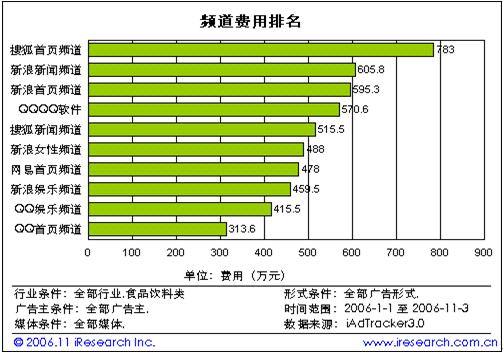 频道费用排名
搜狐首页频道 783
新浪新闻频道 605.8
新浪首页频道 595.3
QQQQ软件 570.6
搜狐新闻频道 515.5
新浪女性频道 488
网易首页频道 478
新浪娱乐频道 459.5
QQ娱乐频道 415.5
QQ首页频道 313.6
0 100 200 300 400 500 600 700 800 900
单位：费用（万元）
行业条件：全部行业.食品饮料类 形式条件：全部广告形式.
广告主条件：全部广告主. 时间范围：2006-1-1 至 2006-11-3
媒体条件：全部媒体. 数据来源：iAdTracker3.0
© 2006.11 iResearch Inc. www.iresearch.com.cn